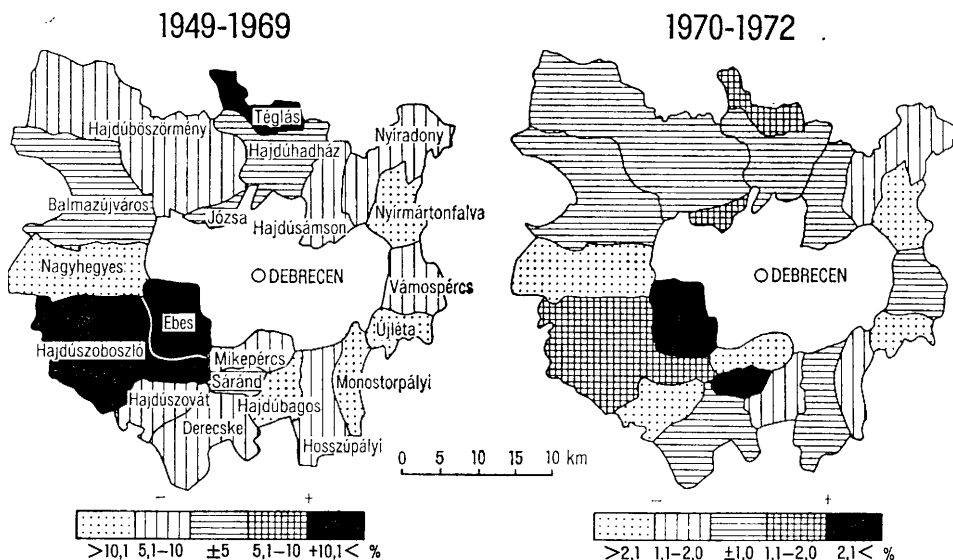 1949-1969
Téglás
Hajdúböszörmény
Nyíradony
Hajdúhadház
Balmazújváros
Józsa
Nyírmártonfalva
Hajdúsámson
Nagyhegyes
DEBRECEN
Vámospércs
Ebes
Újléta
Hajdúszoboszló
Mikepércs
Sáránd
Monostorpályi
Hajdúszovát
Hajdúbagos
Derecske
Hosszúpályi
0 5 10 15 10 km
− +
>10,1 5,1−10 ±5 5,1−10 +10,1< %
1970-1972
DEBRECEN
− +
>2,1 1,1−2,0 ±1,0 1,1−2,0 2,1< %